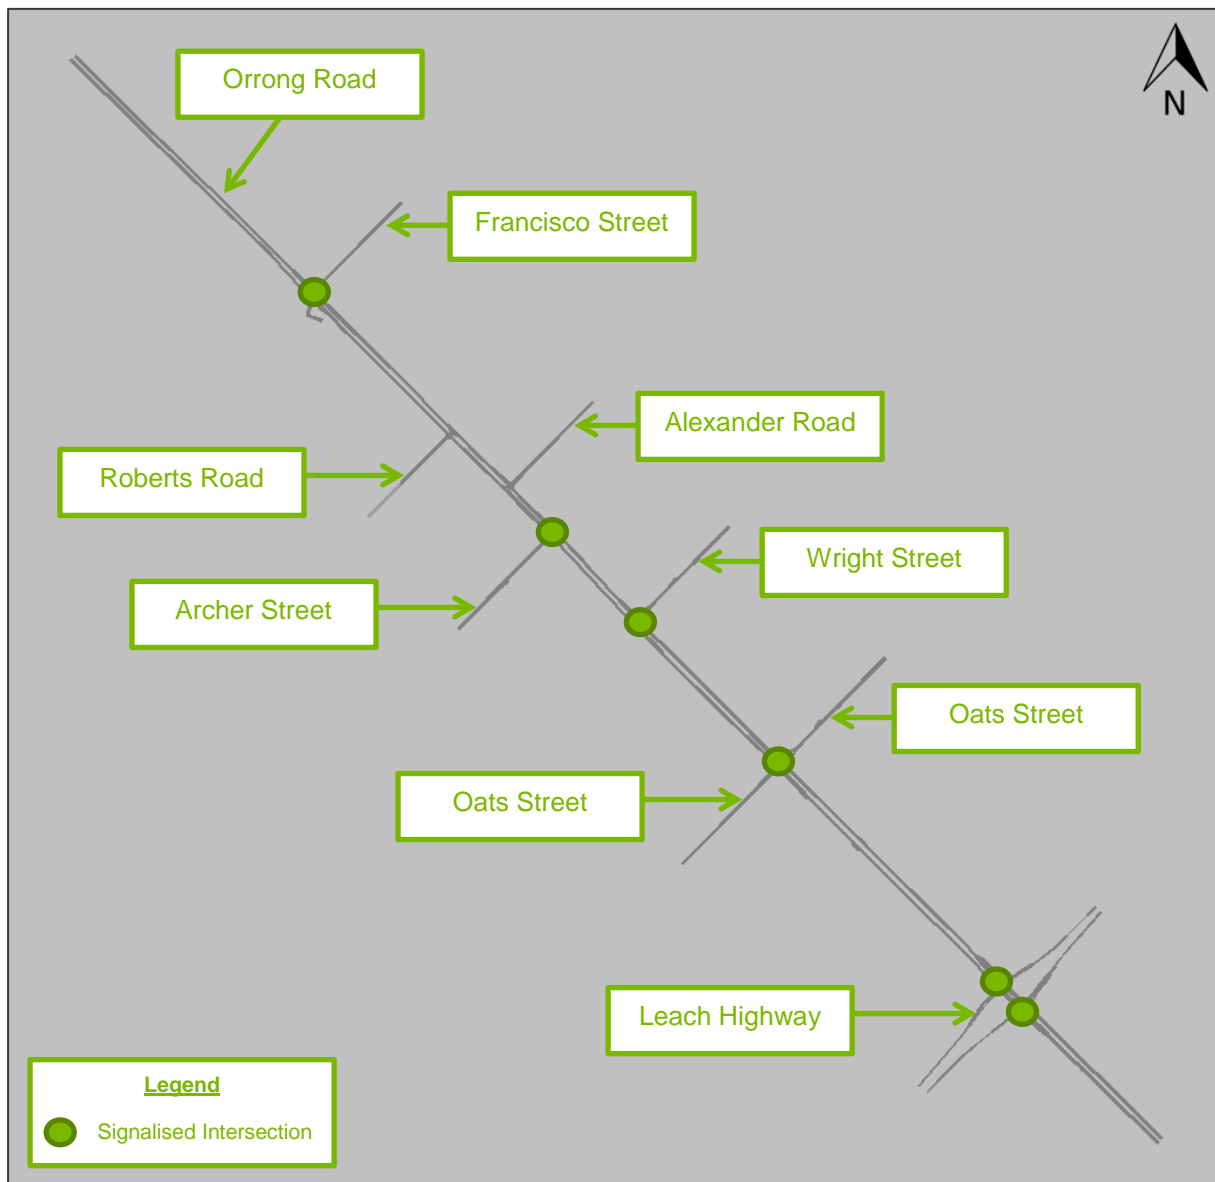 Orrong Road
N
Francisco Street
Alexander Road
Roberts Road
Wright Street
Archer Street
Oats Street
Oats Street
Leach Highway
Legend
Signalised Intersection